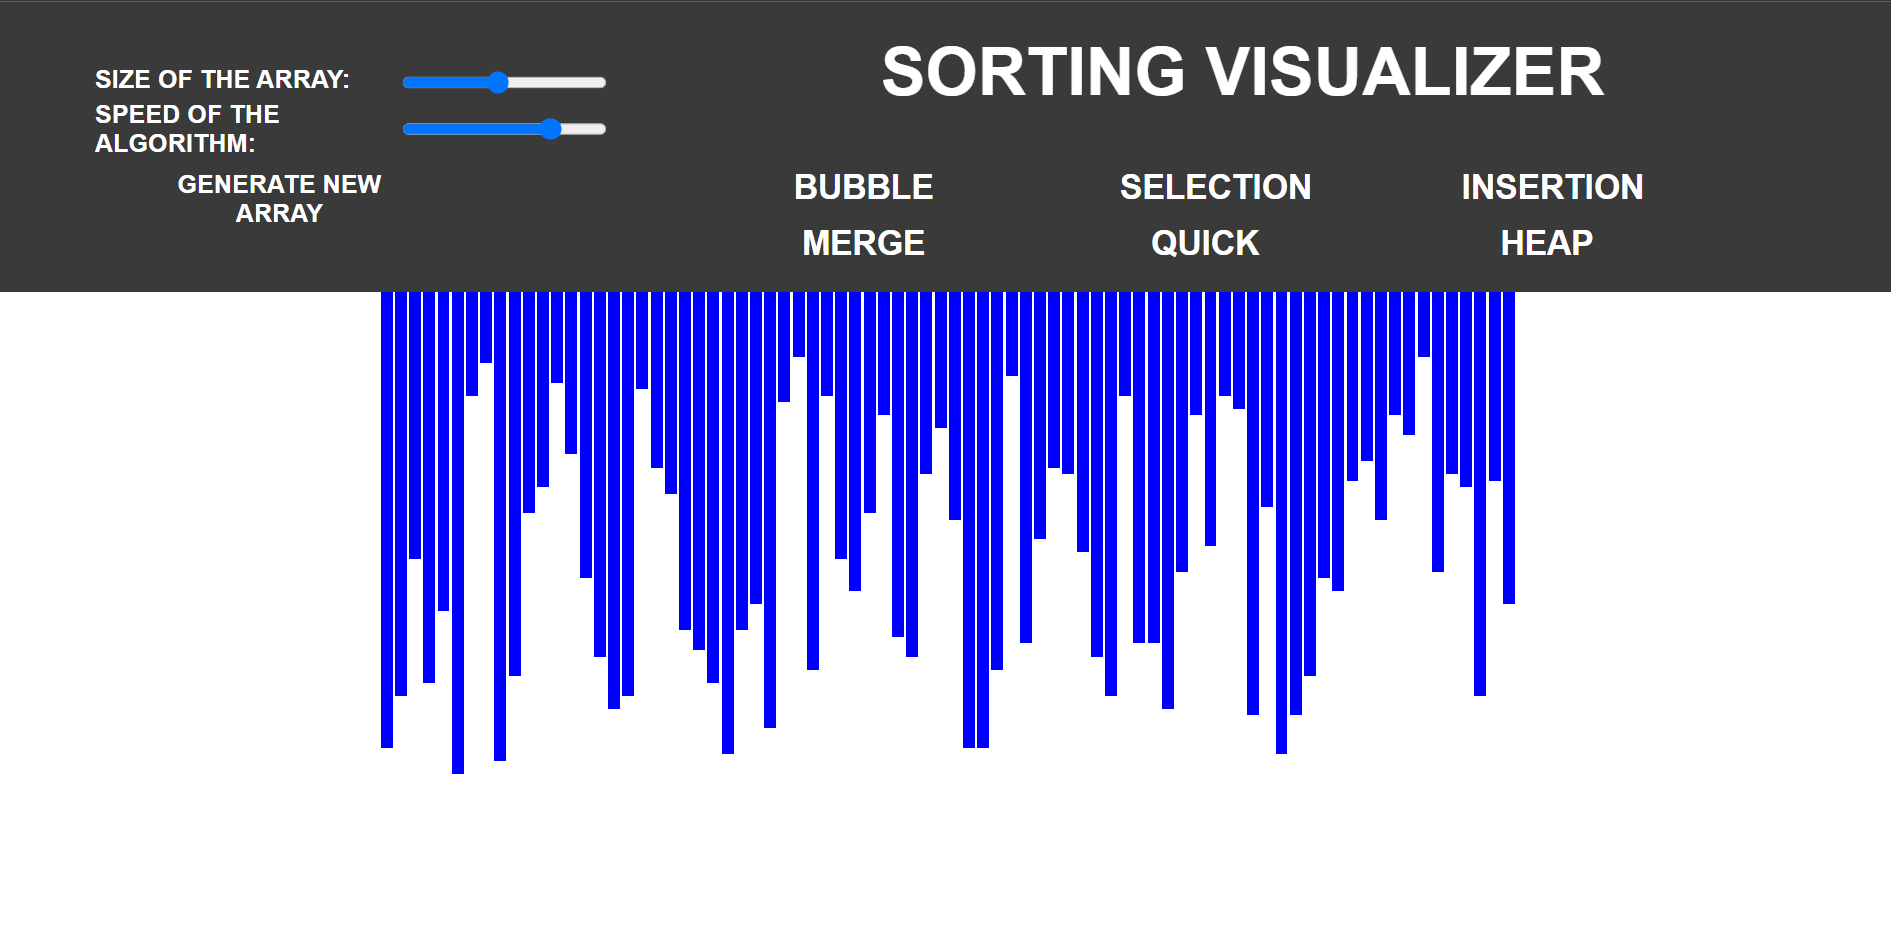 SIZE OF THE ARRAY:
SPEED OF THE
ALGORITHM:
GENERATE NEW
ARRAY
SORTING VISUALIZER
BUBBLE
SELECTION
INSERTION
MERGE
QUICK
HEAP